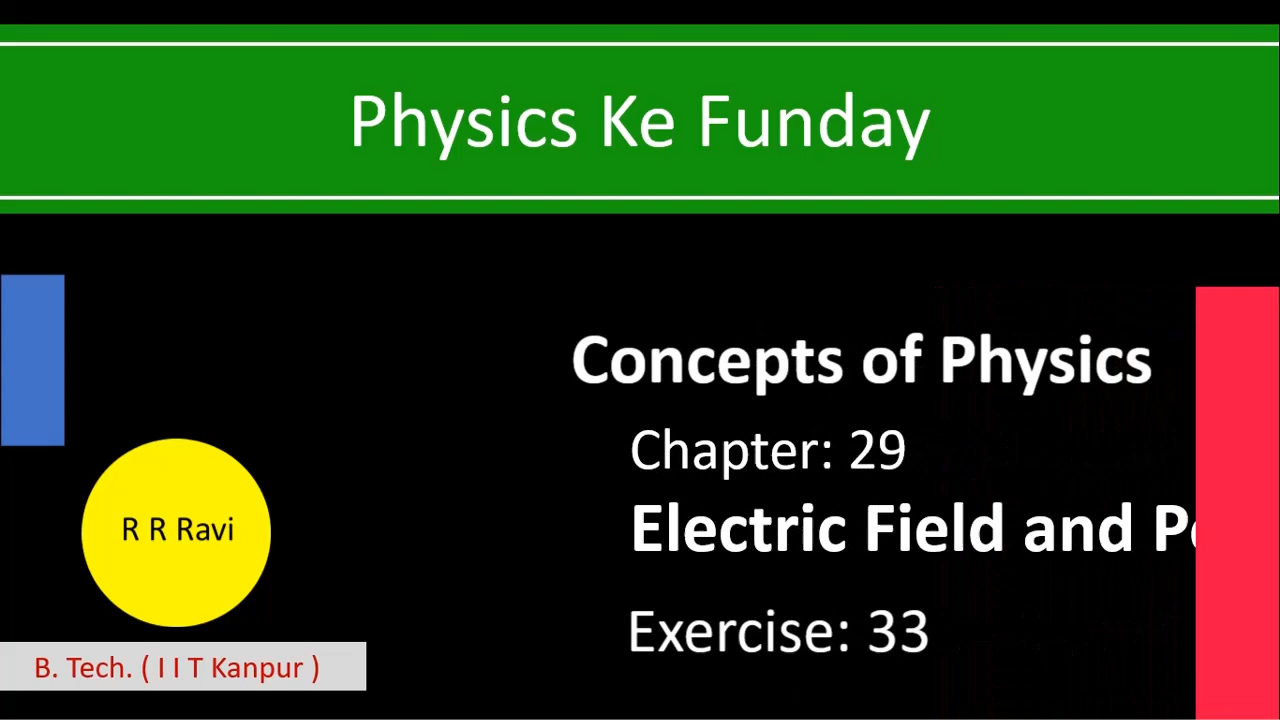 Physics Ke Funday
Concepts of Physics
Chapter: 29
Electric Field and
Exercise: 33
R R Ravi
B. Tech. ( I I T Kanpur )